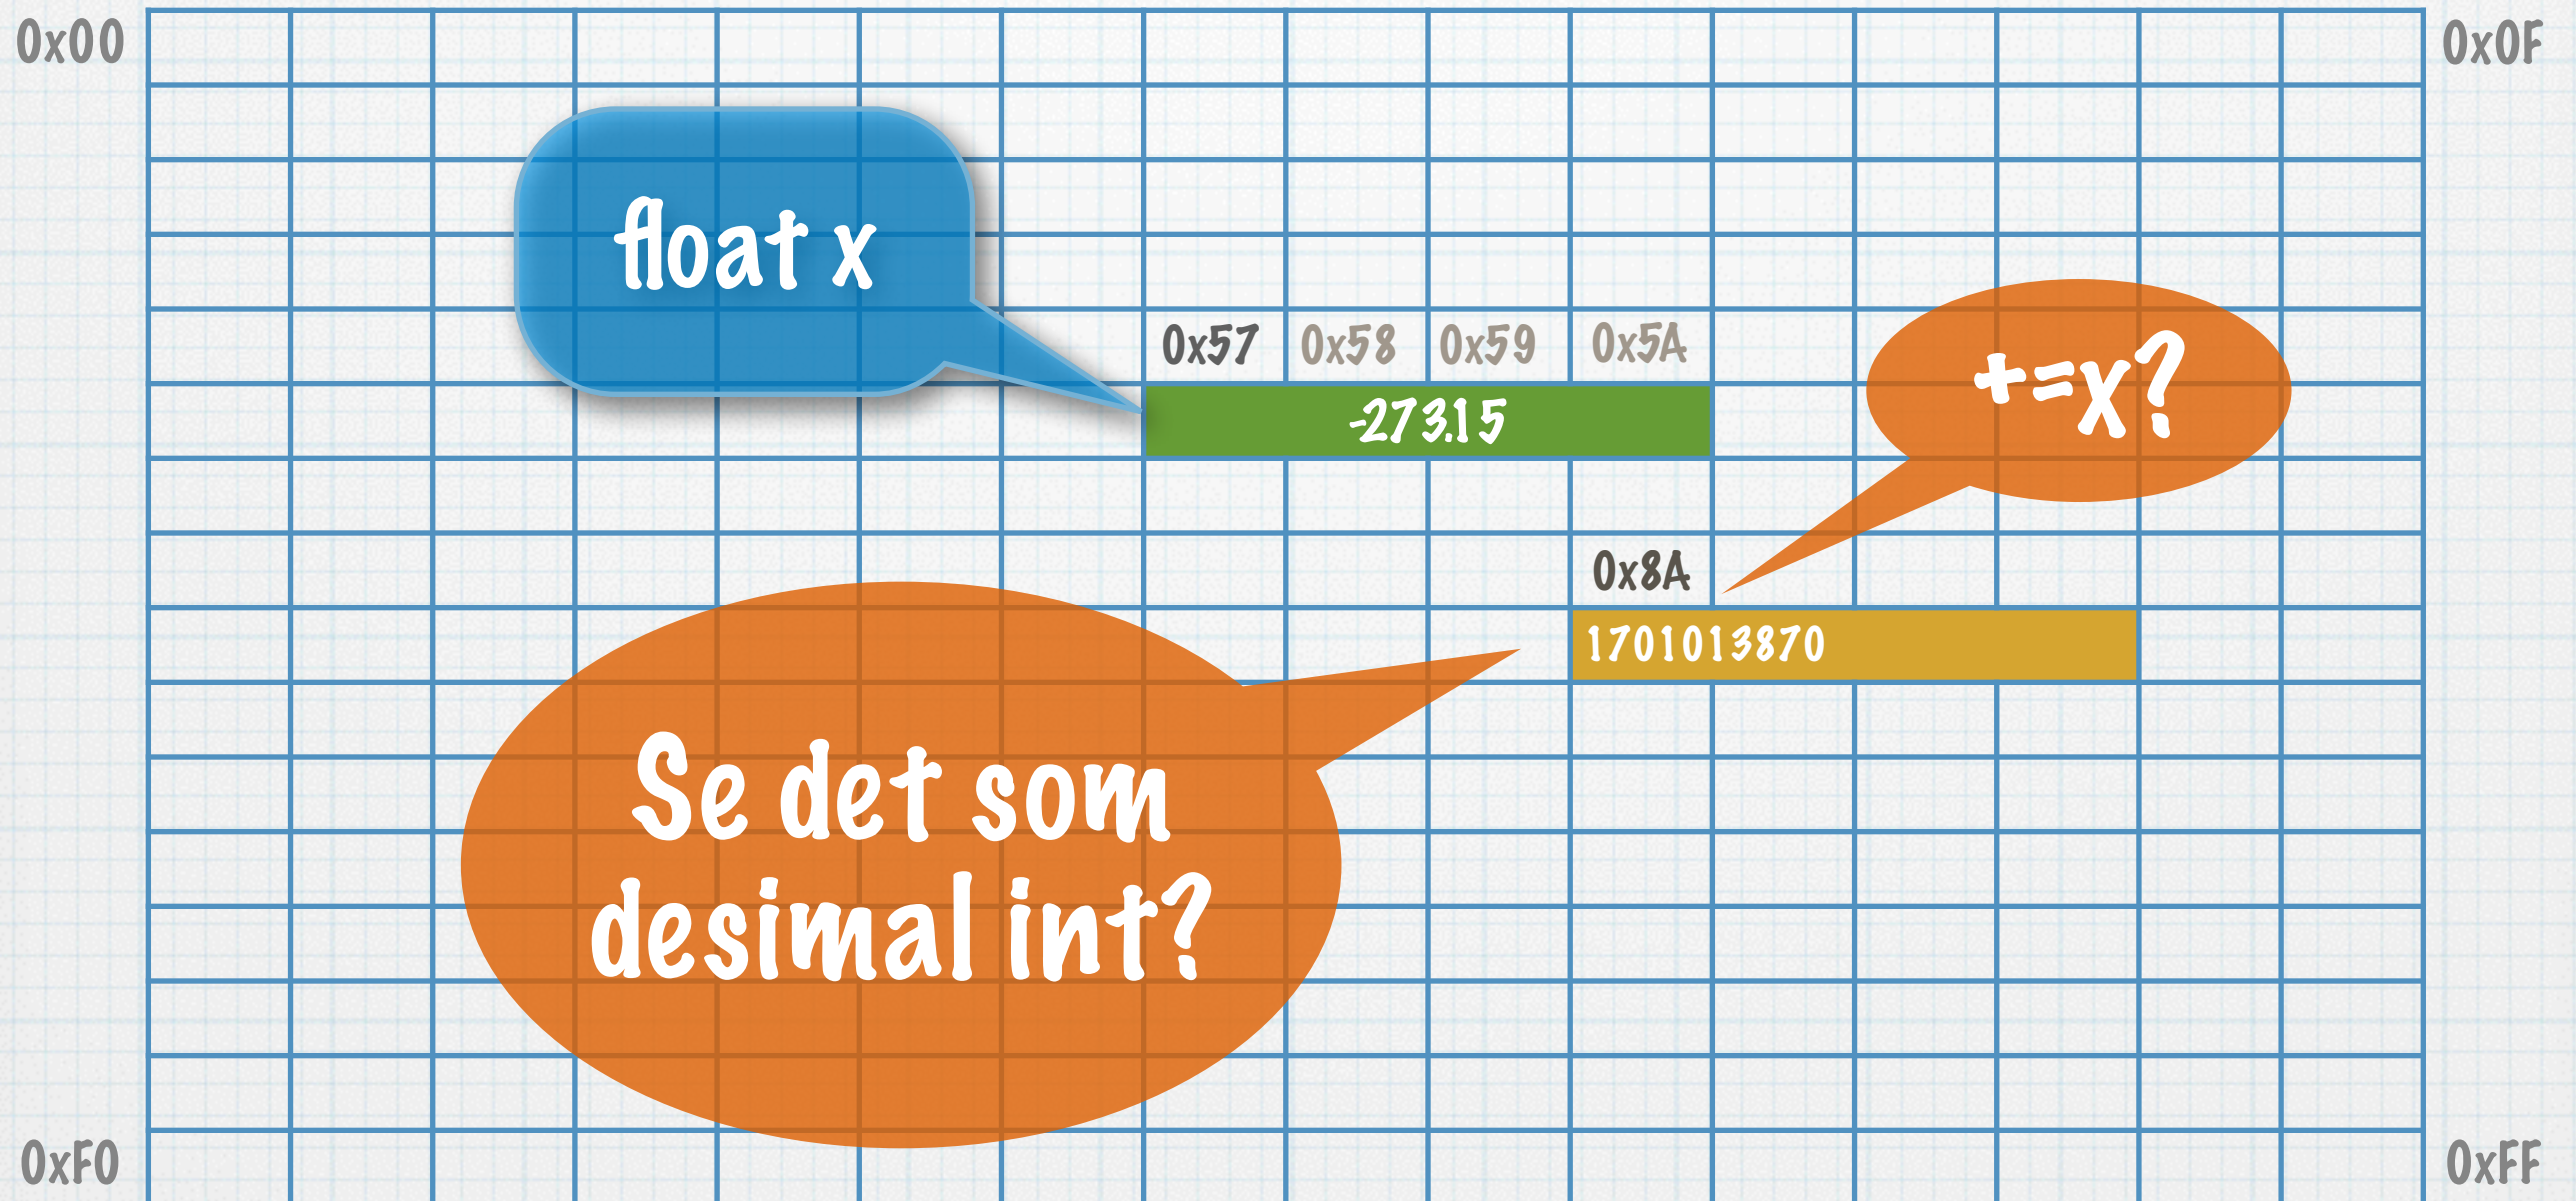 0x00
0x0F
float x
0x57 0x58 0x59 0x5A
+=x?
-273.15
0x8A
1701013870
Se det som
desimal int?
0xF0
0xFF